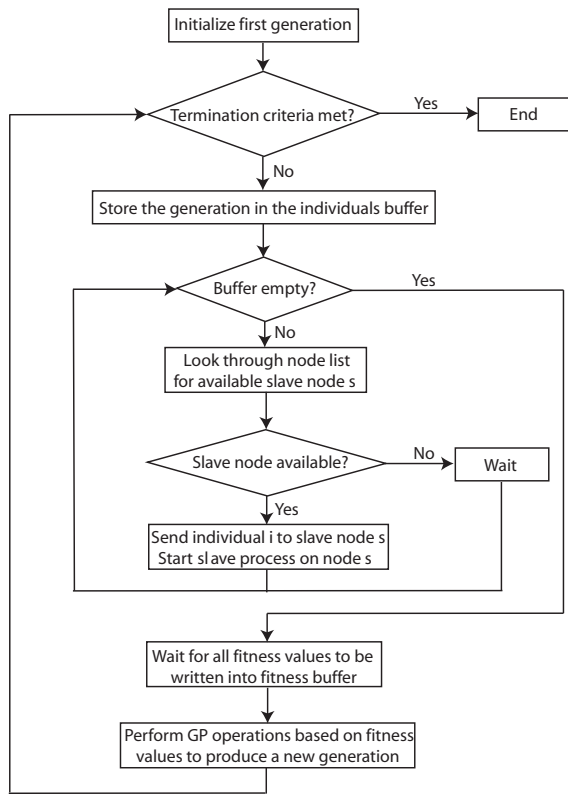 Initialize first generation
Termination criteria met?
Yes
End
No
Store the generation in the individuals buffer
Buffer empty?
Yes
No
Look through node list
for available slave node s
Slave node available?
No
Wait
Yes
Send individual i to slave node s
Start slave process on node s
Wait for all fitness values to be
written into fitness buffer
Perform GP operations based on fitness
values to produce a new generation